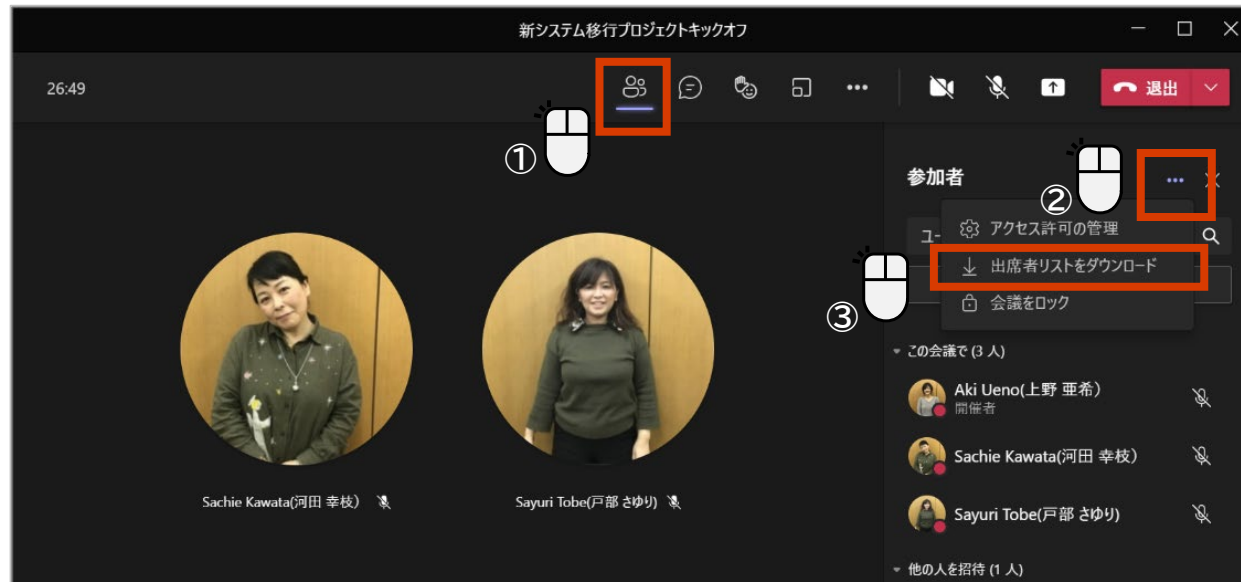 新システム移行プロジェクトキックオフ
26:49
退出
①
参加者
②
ユー
アクセス許可の管理
出席者リストをダウンロード
③
会議をロック
この会議で (3 人)
Aki Ueno(上野 亜希)
開催者
Sachie Kawata(河田 幸枝)
Sayuri Tobe(戸部 さゆり)
他の人を招待 (1 人)
Sachie Kawata(河田 幸枝)
Sayuri Tobe(戸部 さゆり)